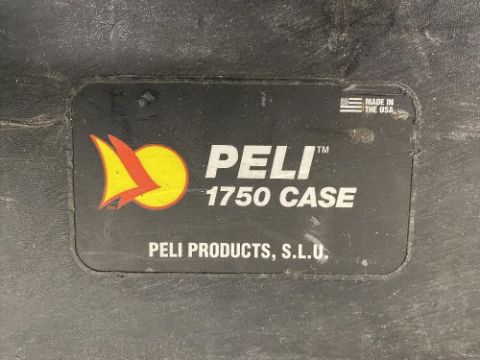 MADE IN
THE USA
PELI™
1750 CASE
PELI PRODUCTS, S.L.U.